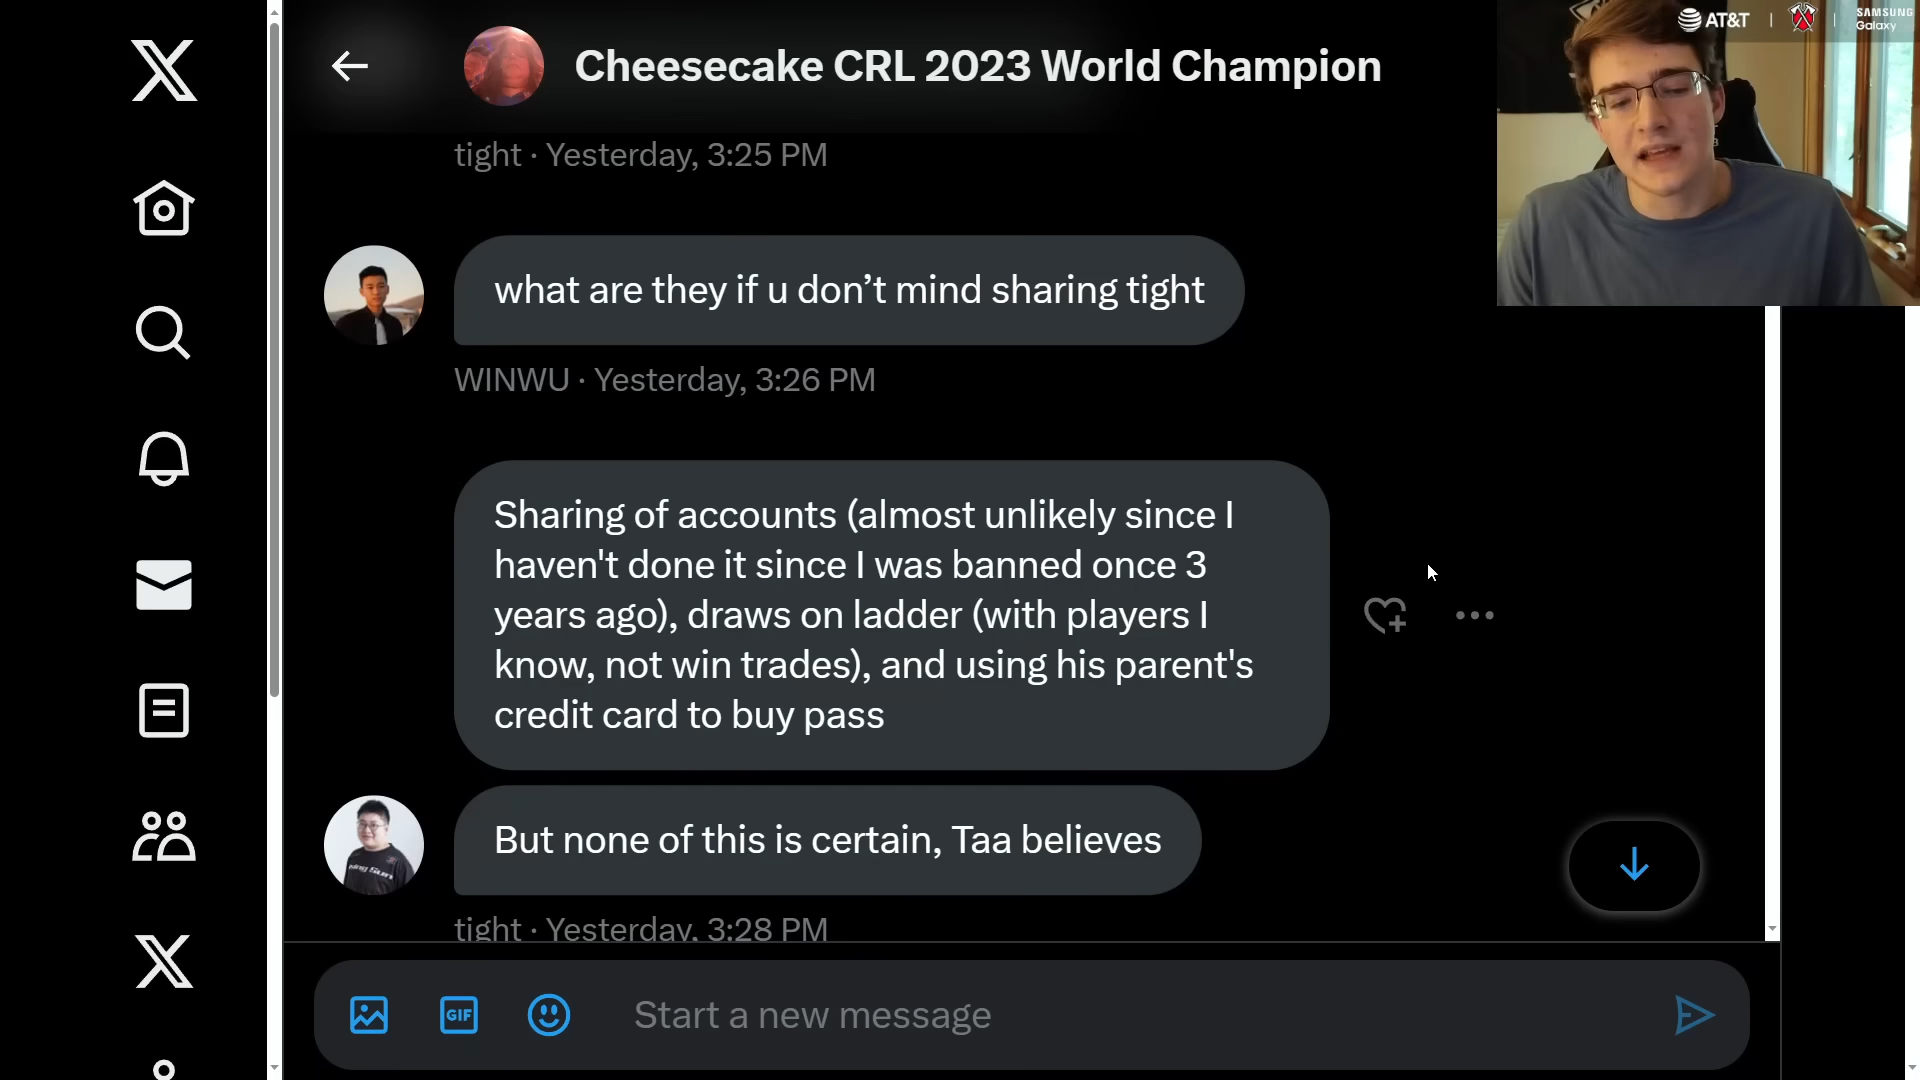 Cheesecake CRL 2023 World Champion
AT&T
SAMSUNG
Galaxy
tight · Yesterday, 3:25 PM
what are they if u don’t mind sharing tight
WINWU · Yesterday, 3:26 PM
Sharing of accounts (almost unlikely since I
haven't done it since I was banned once 3
years ago), draws on ladder (with players I
know, not win trades), and using his parent's
credit card to buy pass
But none of this is certain, Taa believes
tight · Yesterday, 3:28 PM
GIF
Start a new message